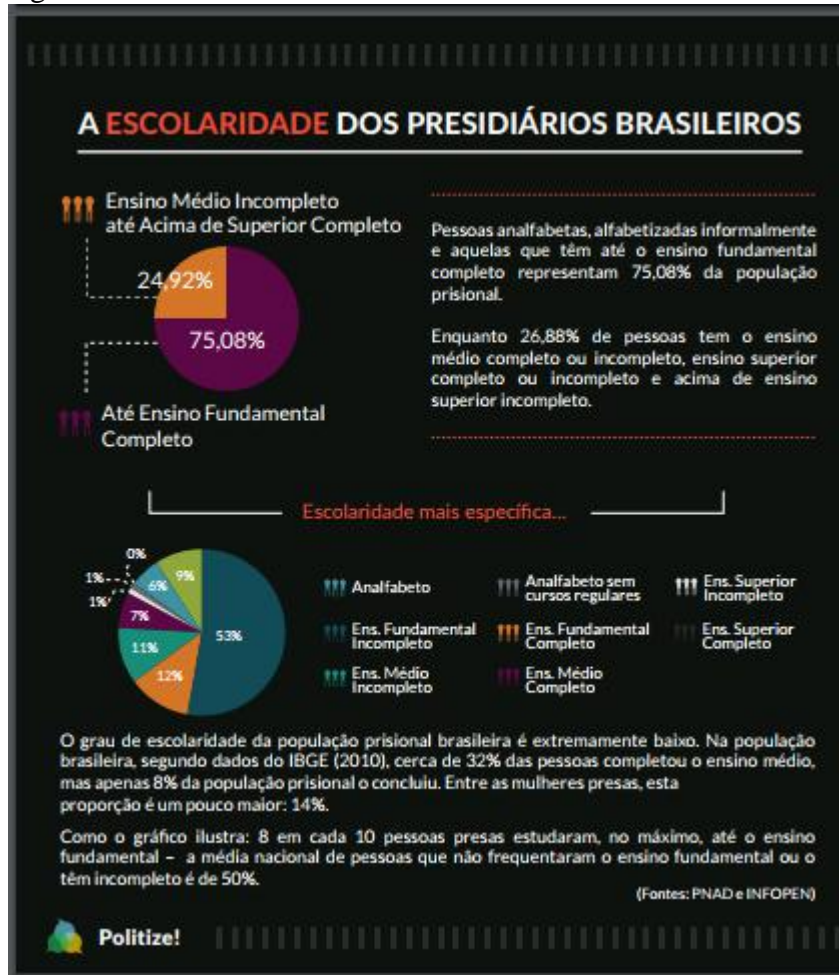 A ESCOLARIDADE DOS PRESIDIÁRIOS BRASILEIROS
Ensino Médio Incompleto
até Acima de Superior Completo
24,92%
75,08%
Até Ensino Fundamental
Completo
Pessoas analfabetas, alfabetizadas informalmente
e aquelas que têm até o ensino fundamental
completo representam 75,08% da população
prisional.
Enquanto 26,88% de pessoas tem o ensino
médio completo ou incompleto, ensino superior
completo ou incompleto e acima de ensino
superior incompleto.
Escolaridade mais específica...
0%
1%
1%
6%
9%
7%
11%
12%
53%
Analfabeto
Analfabeto sem
cursos regulares
Ens. Superior
Incompleto
Ens. Fundamental
Incompleto
Ens. Fundamental
Completo
Ens. Superior
Completo
Ens. Médio
Incompleto
Ens. Médio
Completo
O grau de escolaridade da população prisional brasileira é extremamente baixo. Na população
brasileira, segundo dados do IBGE (2010), cerca de 32% das pessoas completou o ensino médio,
mas apenas 8% da população prisional o concluiu. Entre as mulheres presas, esta
proporção é um pouco maior: 14%.
Como o gráfico ilustra: 8 em cada 10 pessoas presas estudaram, no máximo, até o ensino
fundamental – a média nacional de pessoas que não frequentaram o ensino fundamental ou o
têm incompleto é de 50%.
(Fontes: PNAD e INFOPEN)
Politize!